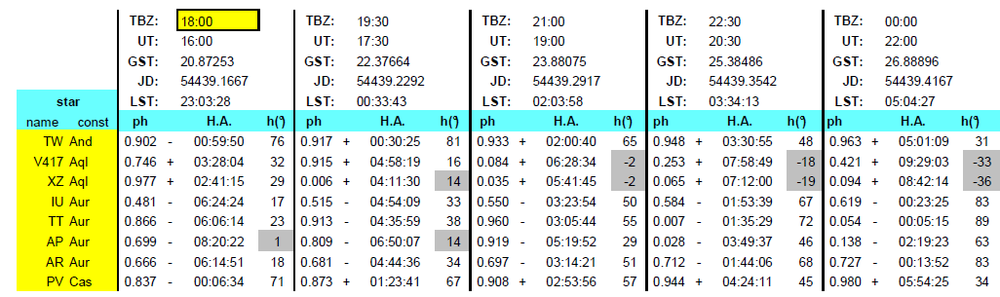 TBZ: 18:00 TBZ: 19:30 TBZ: 21:00 TBZ: 22:30 TBZ: 00:00
UT: 16:00 UT: 17:30 UT: 19:00 UT: 20:30 UT: 22:00
GST: 20.87253 GST: 22.37664 GST: 23.88075 GST: 25.38486 GST: 26.88896
JD: 54439.1667 JD: 54439.2292 JD: 54439.2917 JD: 54439.3542 JD: 54439.4167
star LST: 23:03:28 LST: 00:33:43 LST: 02:03:58 LST: 03:34:13 LST: 05:04:27
name const ph H.A. h(°) ph H.A. h(°) ph H.A. h(°) ph H.A. h(°) ph H.A. h(°)
TW And 0.902 - 00:59:50 76 0.917 + 00:30:25 81 0.933 + 02:00:40 65 0.948 + 03:30:55 48 0.963 + 05:01:09 31
V417 Aql 0.746 + 03:28:04 32 0.915 + 04:58:19 16 0.084 + 06:28:34 -2 0.253 + 07:58:49 -18 0.421 + 09:29:03 -33
XZ Aql 0.977 + 02:41:15 29 0.006 + 04:11:30 14 0.035 + 05:41:45 -2 0.065 + 07:12:00 -19 0.094 + 08:42:14 -36
IU Aur 0.481 - 06:24:24 17 0.515 - 04:54:09 33 0.550 - 03:23:54 50 0.584 - 01:53:39 67 0.619 - 00:23:25 83
TT Aur 0.866 - 06:06:14 23 0.913 - 04:35:59 38 0.960 - 03:05:44 55 0.007 - 01:35:29 72 0.054 - 00:05:15 89
AP Aur 0.699 - 08:20:22 1 0.809 - 06:50:07 14 0.919 - 05:19:52 29 0.028 - 03:49:37 46 0.138 - 02:19:23 63
AR Aur 0.666 - 06:14:51 18 0.681 - 04:44:36 34 0.697 - 03:14:21 51 0.712 - 01:44:06 68 0.727 - 00:13:52 83
PV Cas 0.837 - 00:06:34 71 0.873 + 01:23:41 67 0.908 + 02:53:56 57 0.944 + 04:24:11 45 0.980 + 05:54:25 34